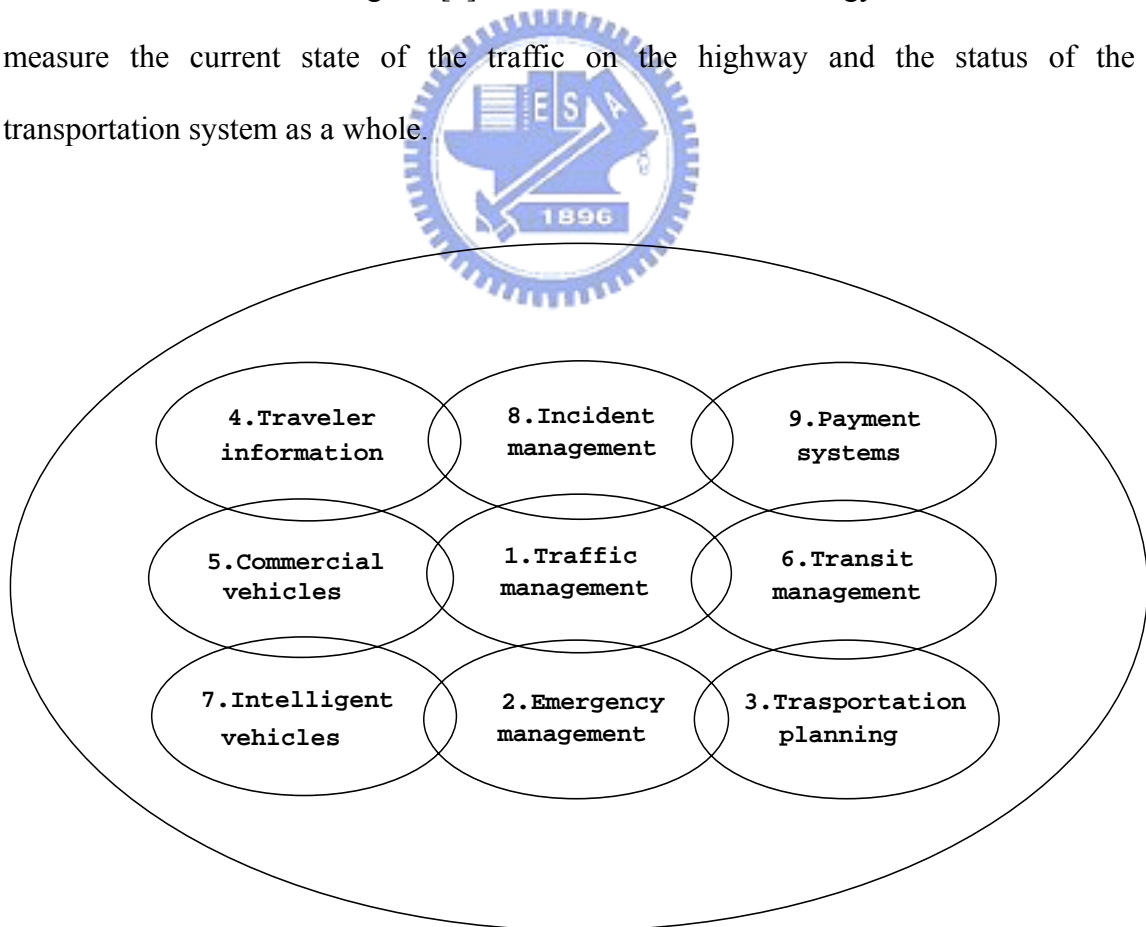 measure the current state of the traffic on the highway and the status of the
transportation system as a whole.
ES
1896
4.Traveler
information
8.Incident
management
9.Payment
systems
5.Commercial
vehicles
1.Traffic
management
6.Transit
management
7.Intelligent
vehicles
2.Emergency
management
3.Trasportation
planning